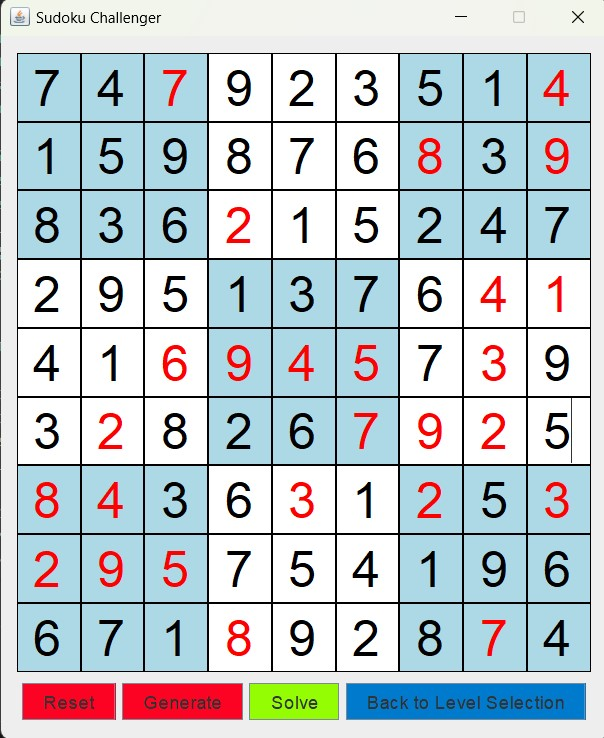 Sudoku Challenger
7 4 7 9 2 3 5 1 4
1 5 9 8 7 6 8 3 9
8 3 6 2 1 5 2 4 7
2 9 5 1 3 7 6 4 1
4 1 6 9 4 5 7 3 9
3 2 8 2 6 7 9 2 5
8 4 3 6 3 1 2 5 3
2 9 5 7 5 4 1 9 6
6 7 1 8 9 2 8 7 4
Reset Generate Solve Back to Level Selection